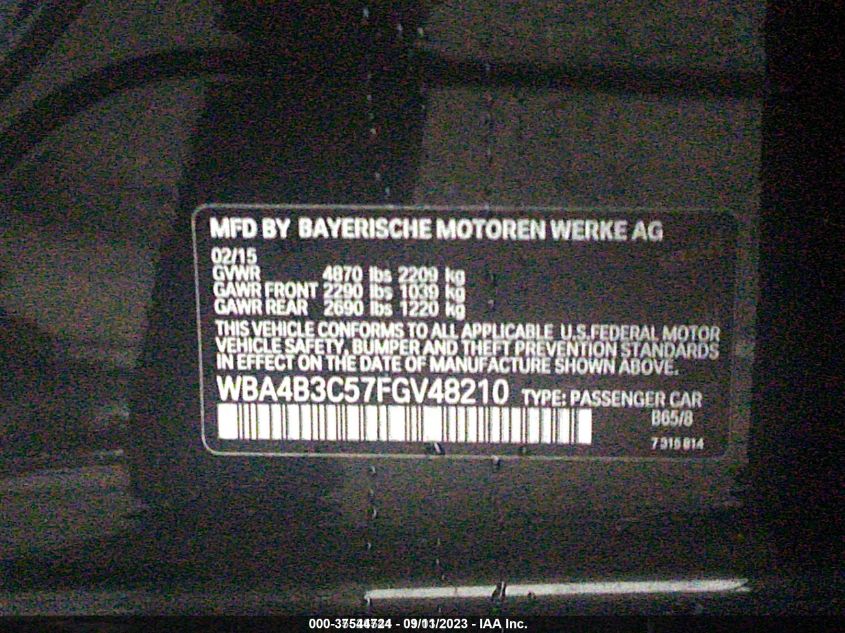 MFD BY BAYERISCHE MOTOREN WERKE AG
02/15
GVWR 4870 lbs 2209 kg
GAWR FRONT 2290 lbs 1039 kg
GAWR REAR 2690 lbs 1220 kg
THIS VEHICLE CONFORMS TO ALL APPLICABLE U.S.FEDERAL MOTOR
VEHICLE SAFETY, BUMPER AND THEFT PREVENTION STANDARDS
IN EFFECT ON THE DATE OF MANUFACTURE SHOWN ABOVE.
WBA4B3C57FGV48210 TYPE: PASSENGER CAR
B65/8
7 315 814
- IAA Inc.